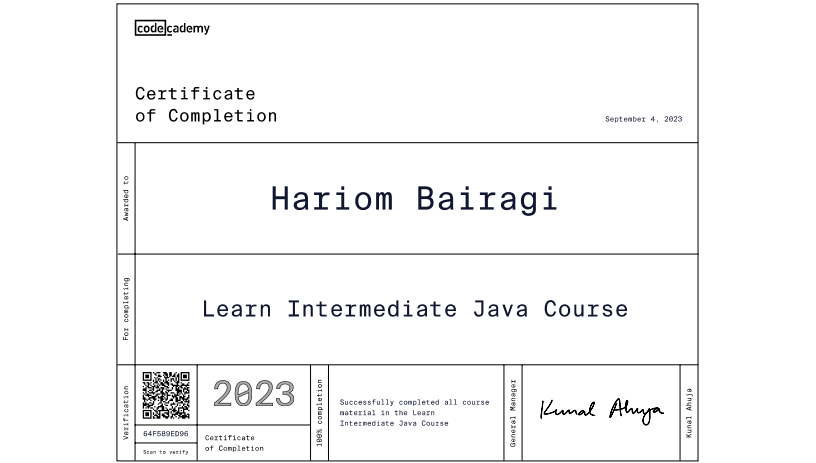 codecademy
Certificate
of Completion
September 4, 2023
Awarded to
Hariom Bairagi
For completing
Learn Intermediate Java Course
Verification
64F589ED96
Scan to verify
2023
Certificate
of Completion
100% completion
Successfully completed all course
material in the Learn
Intermediate Java Course
General Manager
Kunal Ahuja
Kunal Ahuja